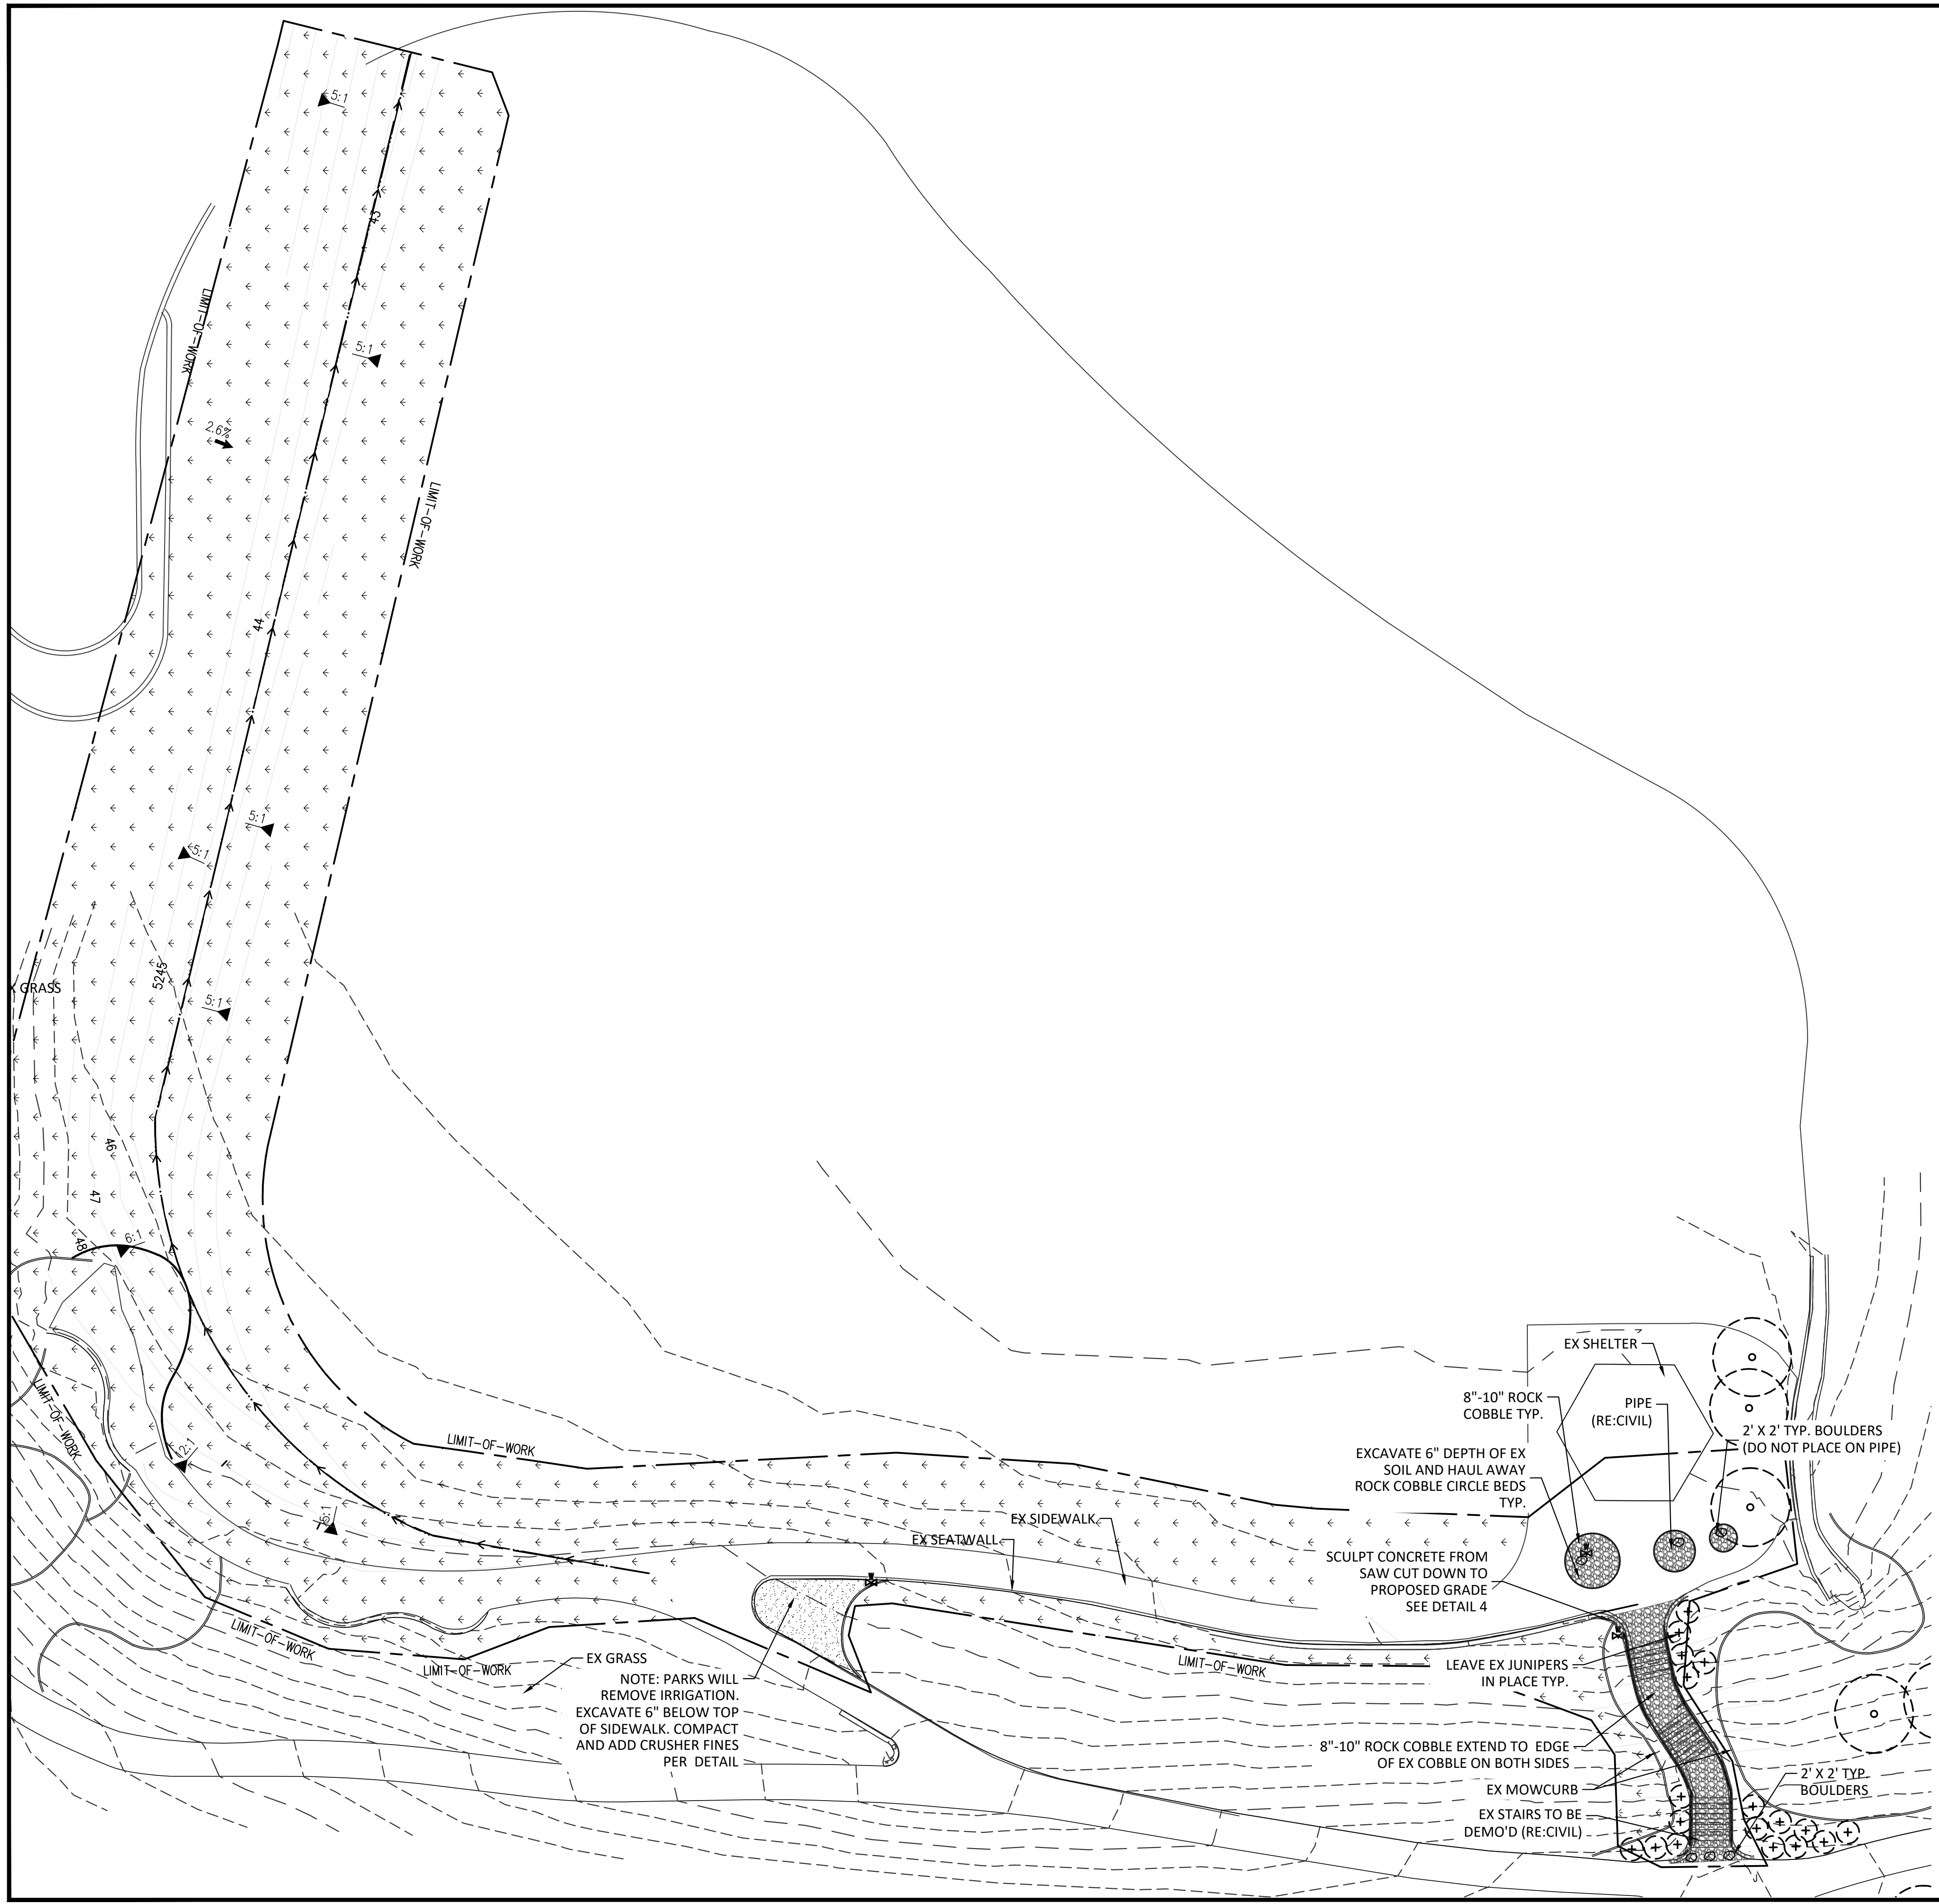 5:1
43
LIMIT-OF-WORK
5:1
2.6%
LIMIT-OF-WORK
44
5:1
5:1
5245
X GRASS
5:1
46
47
48
6:1
LIMIT-OF-WORK
2:1
5:1
LIMIT-OF-WORK
EX SHELTER
8"-10" ROCK
COBBLE TYP.
PIPE
(RE:CIVIL)
2' X 2' TYP. BOULDERS
(DO NOT PLACE ON PIPE)
EXCAVATE 6" DEPTH OF EX
SOIL AND HAUL AWAY
ROCK COBBLE CIRCLE BEDS
TYP.
EX SIDEWALK
EX SEATWALL
SCULPT CONCRETE FROM
SAW CUT DOWN TO
PROPOSED GRADE
SEE DETAIL 4
LIMIT-OF-WORK
LIMIT-OF-WORK
EX GRASS
NOTE: PARKS WILL
REMOVE IRRIGATION.
EXCAVATE 6" BELOW TOP
OF SIDEWALK. COMPACT
AND ADD CRUSHER FINES
PER DETAIL
LIMIT-OF-WORK
LEAVE EX JUNIPERS
IN PLACE TYP.
8"-10" ROCK COBBLE EXTEND TO EDGE
OF EX COBBLE ON BOTH SIDES
EX MOWCURB
2' X 2' TYP.
BOULDERS
EX STAIRS TO BE
DEMO'D (RE:CIVIL)